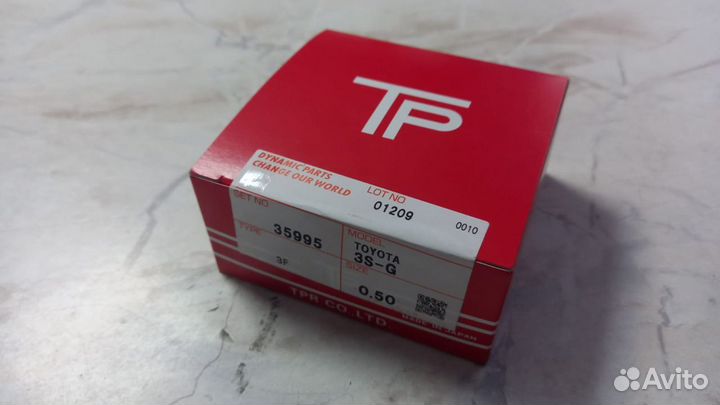 TP
DYNAMIC PARTS
CHANGE OUR WORLD
LOT NO
01209
0010
SET NO
35995
MODEL
TOYOTA
3S-G
TYPE
3F
SIZE
0.50
TPR CO.,LTD.
MADE IN JAPAN
Avito